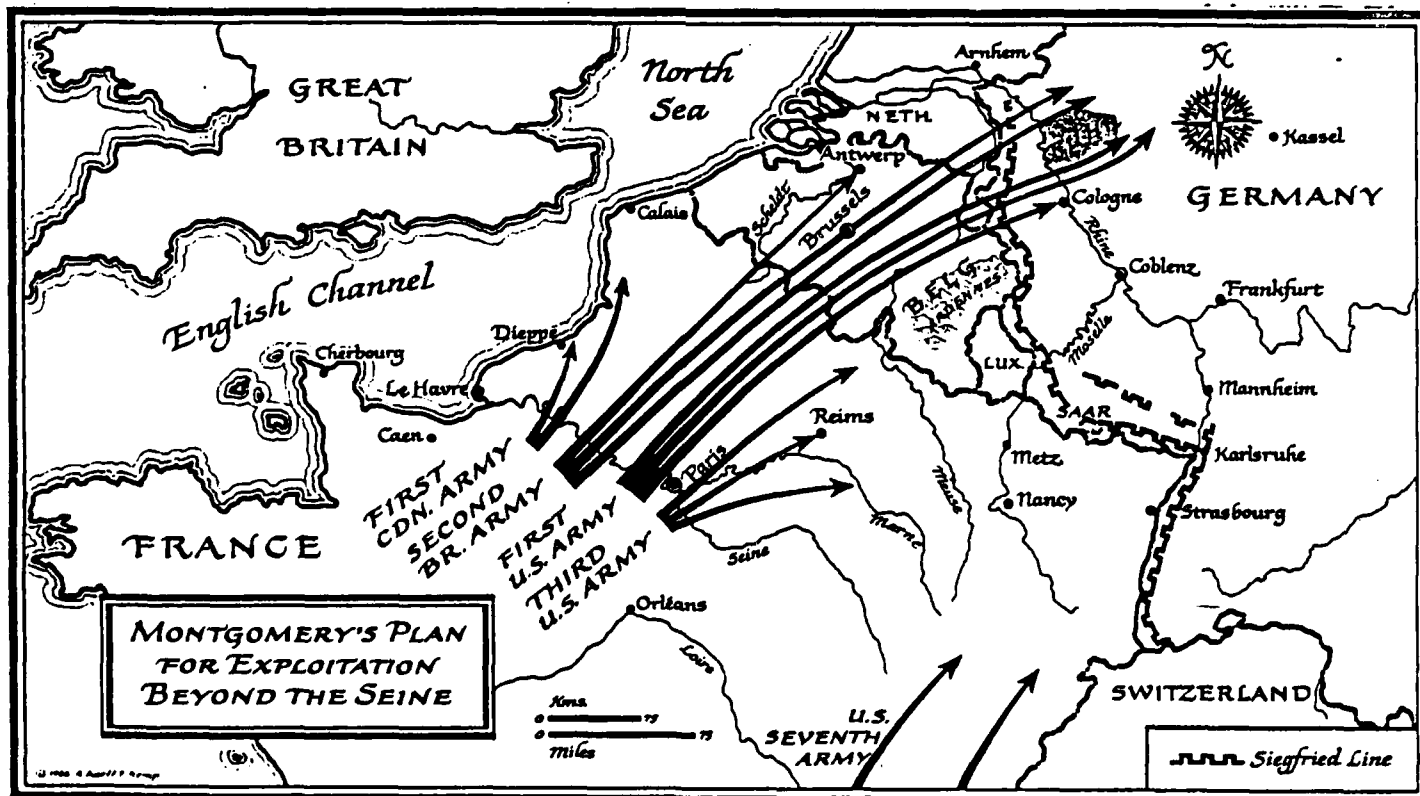 GREAT
BRITAIN
North
Sea
Arnhem
N
NETH.
Kassel
Antwerp
GERMANY
Calais
Scheldt
Brussels
Cologne
Rhine
English Channel
BELG.
ARDENNES
Coblenz
Frankfurt
Dieppe
Cherbourg
Le Havre
LUX.
Moselle
Mannheim
Caen
Reims
SAAR
Paris
Metz
Karlsruhe
FIRST
CDN. ARMY
SECOND
BR. ARMY
FIRST
U.S. ARMY
THIRD
U.S. ARMY
Meuse
Nancy
Strasbourg
FRANCE
Marne
Seine
Orléans
MONTGOMERY'S PLAN
FOR EXPLOITATION
BEYOND THE SEINE
Loire
Kms.
0 75
0 75
Miles
U.S.
SEVENTH
ARMY
SWITZERLAND
Siegfried Line